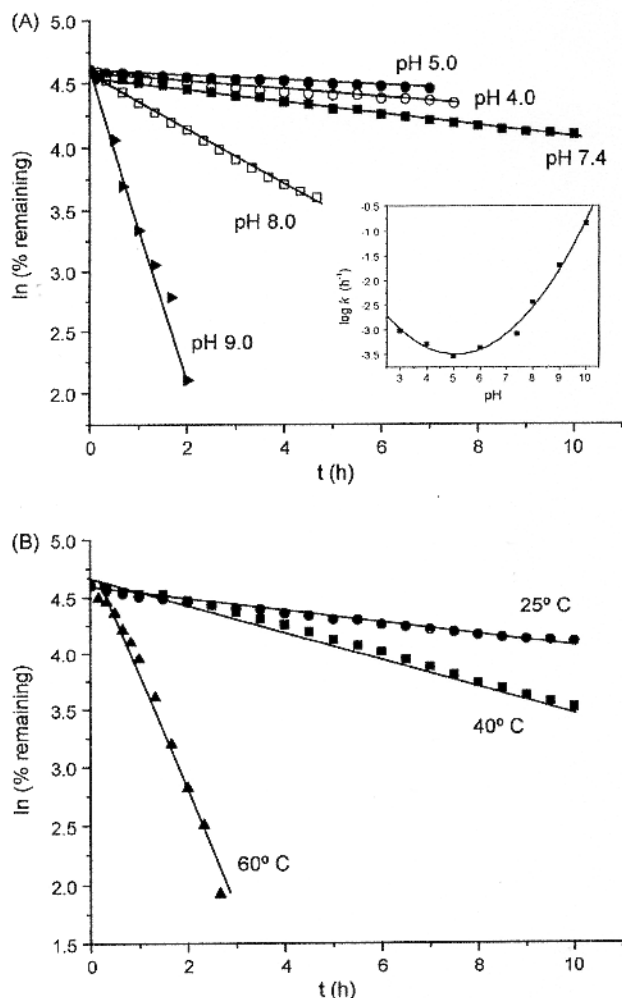 (A)
5.0
4.5
4.0
3.5
3.0
2.5
2.0
ln (% remaining)
pH 5.0
pH 4.0
pH 7.4
pH 8.0
pH 9.0
-0.5
-1.0
-1.5
-2.0
-2.5
-3.0
-3.5
log k (h⁻¹)
3 4 5 6 7 8 9 10
pH
0 2 4 6 8 10
t (h)
(B)
5.0
4.5
4.0
3.5
3.0
2.5
2.0
1.5
ln (% remaining)
25º C
40º C
60º C
0 2 4 6 8 10
t (h)